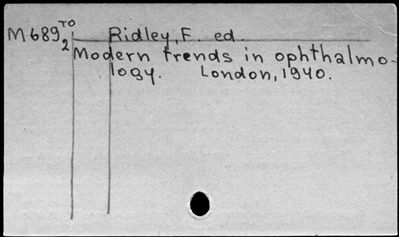 M689 TO 2 Ridley, F. ed.
Modern trends in ophthalmo-
logy. London, 1940.